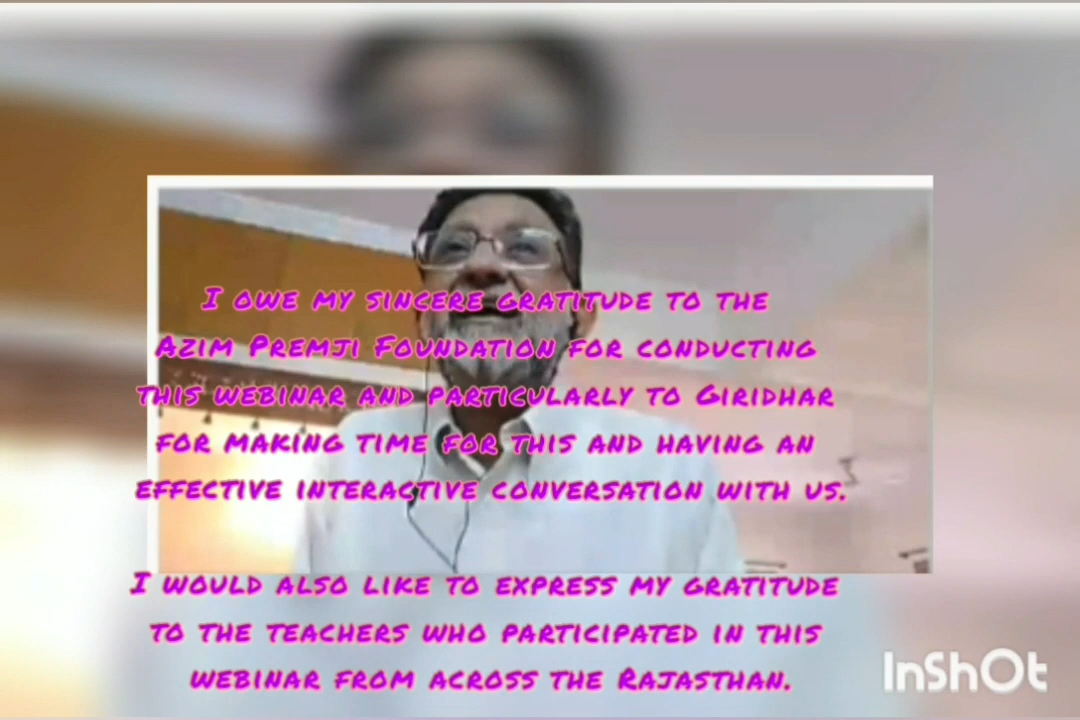 I owe my sincere gratitude to the
Azim Premji Foundation for conducting
this webinar and particularly to Giridhar
for making time for this and having an
effective interactive conversation with us.
I would also like to express my gratitude
to the teachers who participated in this
webinar from across the Rajasthan.
InShOt